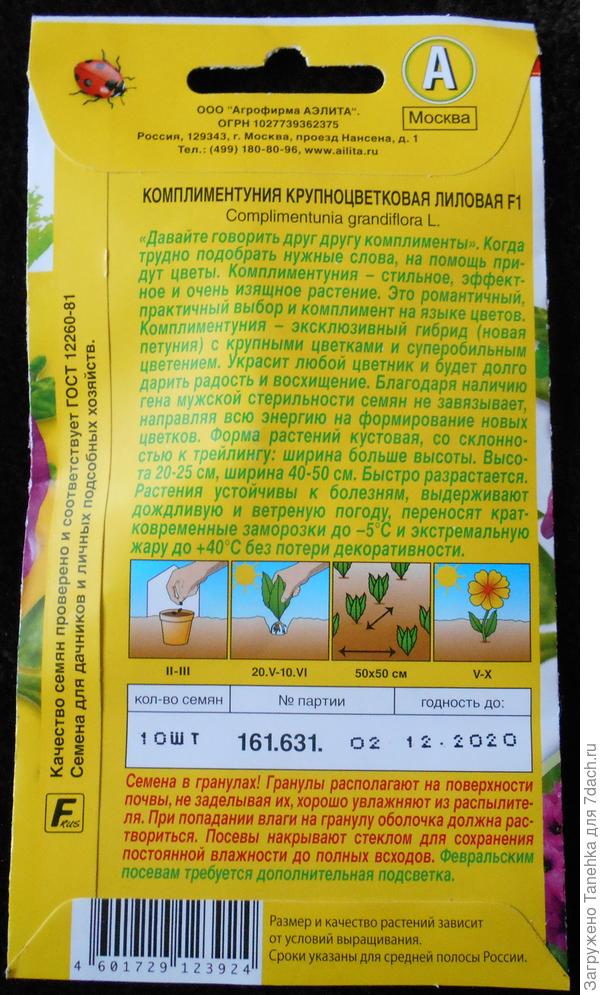 А
Москва
ООО "Агрофирма АЭЛИТА".
ОГРН 1027739362375
Россия, 129343, г. Москва, проезд Нансена, д. 1
Тел.: (499) 180-80-96, www.ailita.ru
КОМПЛИМЕНТУНИЯ КРУПНОЦВЕТКОВАЯ ЛИЛОВАЯ F1
Complimentunia grandiflora L.
«Давайте говорить друг другу комплименты». Когда
трудно подобрать нужные слова, на помощь при-
дут цветы. Комплиментуния – стильное, эффект-
ное и очень изящное растение. Это романтичный,
практичный выбор и комплимент на языке цветов.
Комплиментуния – эксклюзивный гибрид (новая
петуния) с крупными цветками и суперобильным
цветением. Украсит любой цветник и будет долго
дарить радость и восхищение. Благодаря наличию
гена мужской стерильности семян не завязывает,
направляя всю энергию на формирование новых
цветков. Форма растений кустовая, со склонно-
стью к трейлингу: ширина больше высоты. Высо-
та 20-25 см, ширина 40-50 см. Быстро разрастается.
Растения устойчивы к болезням, выдерживают
дождливую и ветреную погоду, переносят крат-
ковременные заморозки до –5°С и экстремальную
жару до +40°С без потери декоративности.
II-III 20.V-10.VI 50x50 см V-X
кол-во семян № партии годность до:
10ШТ 161.631. 02 12.2020
Семена в гранулах! Гранулы располагают на поверхности
почвы, не заделывая их, хорошо увлажняют из распылите-
ля. При попадании влаги на гранулу оболочка должна рас-
твориться. Посевы накрывают стеклом для сохранения
постоянной влажности до полных всходов. Февральским
посевам требуется дополнительная подсветка.
Размер и качество растений зависит
от условий выращивания.
Сроки указаны для средней полосы России.
4 601729 123924
Качество семян проверено и соответствует ГОСТ 12260-81
Семена для дачников и личных подсобных хозяйств.
F RUS
Загружено Tanehka для 7dach.ru